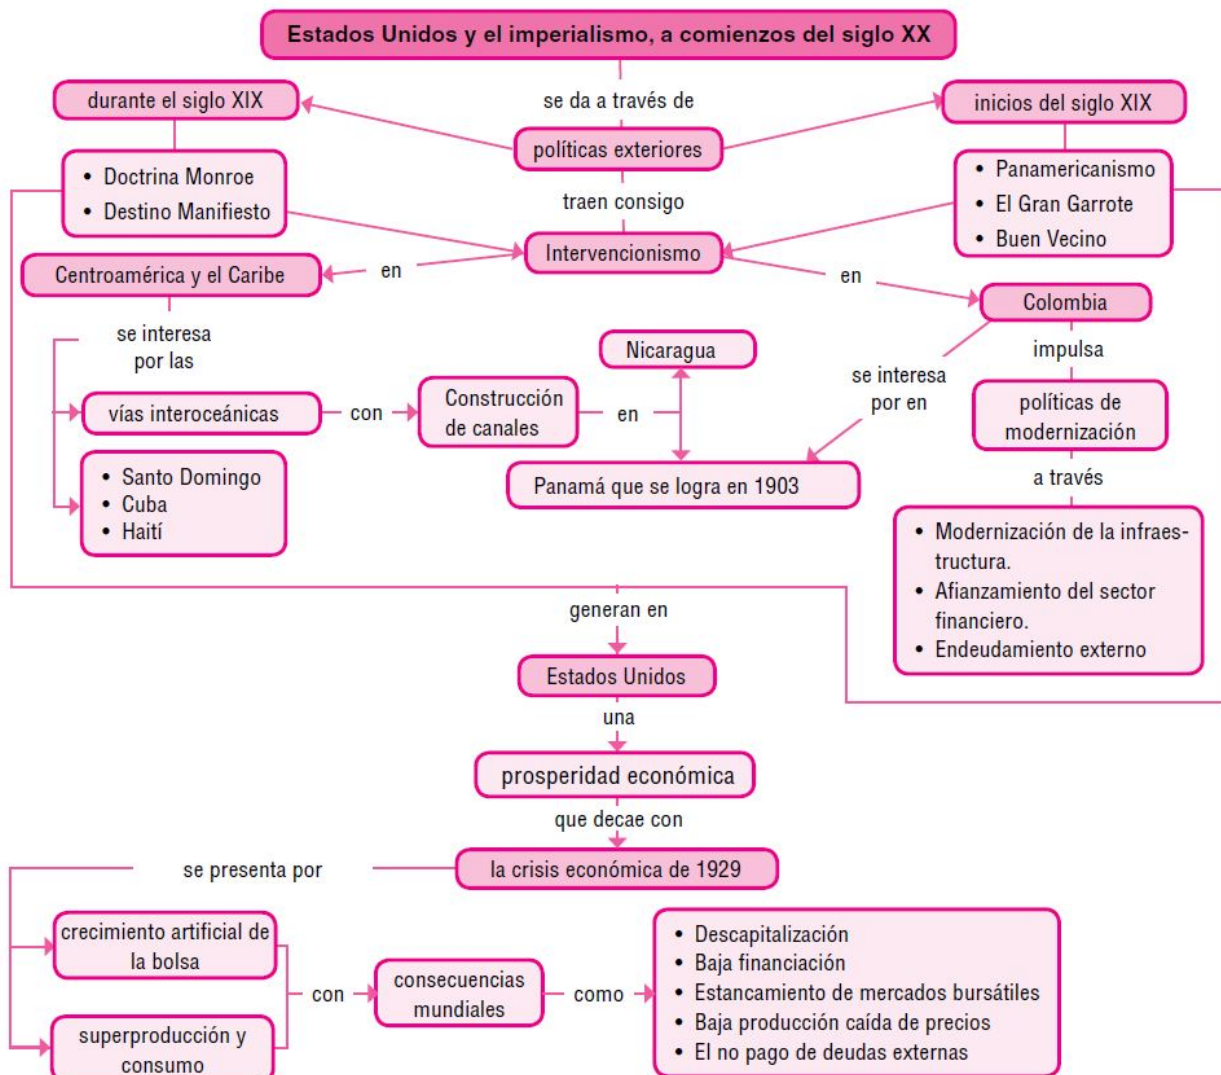 Estados Unidos y el imperialismo, a comienzos del siglo XX
se da a través de
durante el siglo XIX
políticas exteriores
inicios del siglo XIX
• Doctrina Monroe
• Destino Manifiesto
traen consigo
• Panamericanismo
• El Gran Garrote
• Buen Vecino
Intervencionismo
en
Centroamérica y el Caribe
en
Colombia
se interesa
por las
vías interoceánicas
con
Construcción
de canales
en
Nicaragua
Panamá que se logra en 1903
se interesa
por en
impulsa
políticas de
modernización
a través
• Modernización de la infraes-
tructura.
• Afianzamiento del sector
financiero.
• Endeudamiento externo
• Santo Domingo
• Cuba
• Haití
generan en
Estados Unidos
una
prosperidad económica
que decae con
la crisis económica de 1929
se presenta por
crecimiento artificial de
la bolsa
superproducción y
consumo
con
consecuencias
mundiales
como
• Descapitalización
• Baja financiación
• Estancamiento de mercados bursátiles
• Baja producción caída de precios
• El no pago de deudas externas